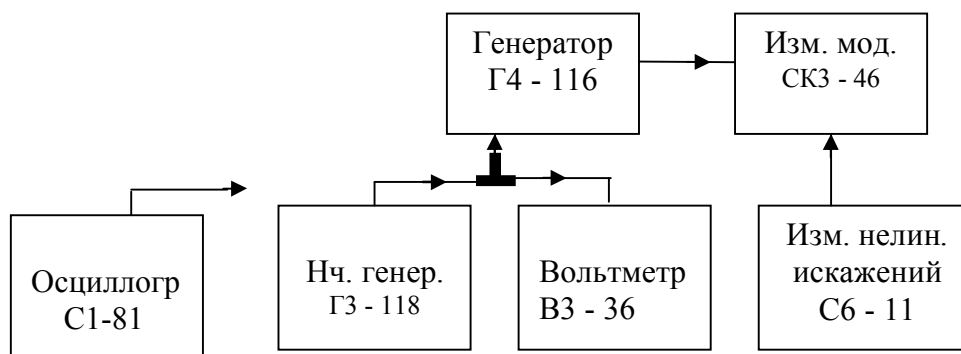 Генератор
Г4 - 116
Изм. мод.
СК3 - 46
Осциллогр
С1-81
Нч. генер.
Г3 - 118
Вольтметр
В3 - 36
Изм. нелин.
искажений
С6 - 11